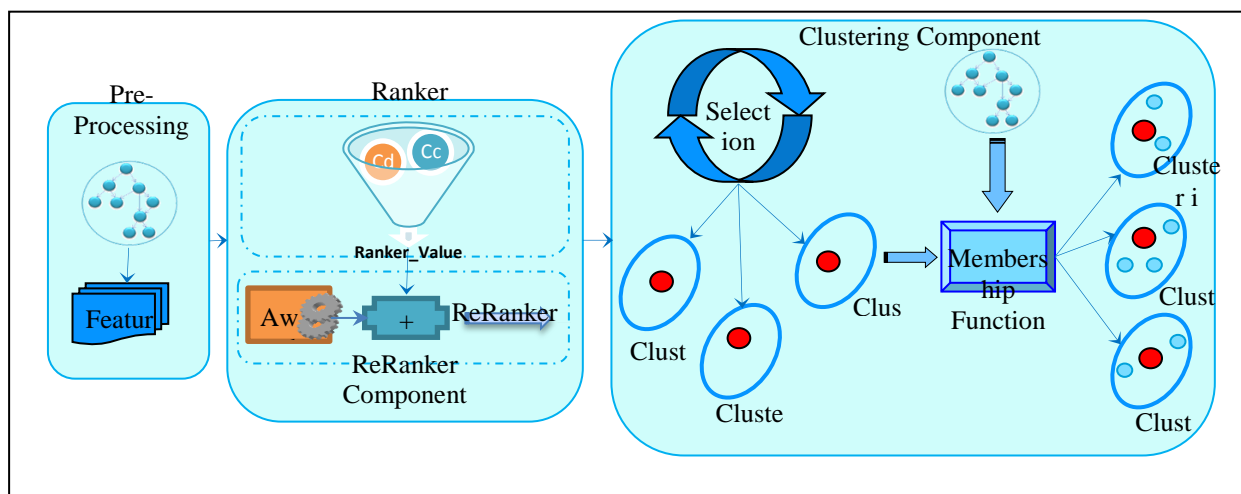 Pre-
Processing
Featur
Ranker
Cd
Cc
Ranker_Value
Aw
+
ReRanker
ReRanker
Component
Clustering Component
Select
ion
Clust
Cluste
Clus
Members
hip
Function
Cluste
r i
Clust
Clust